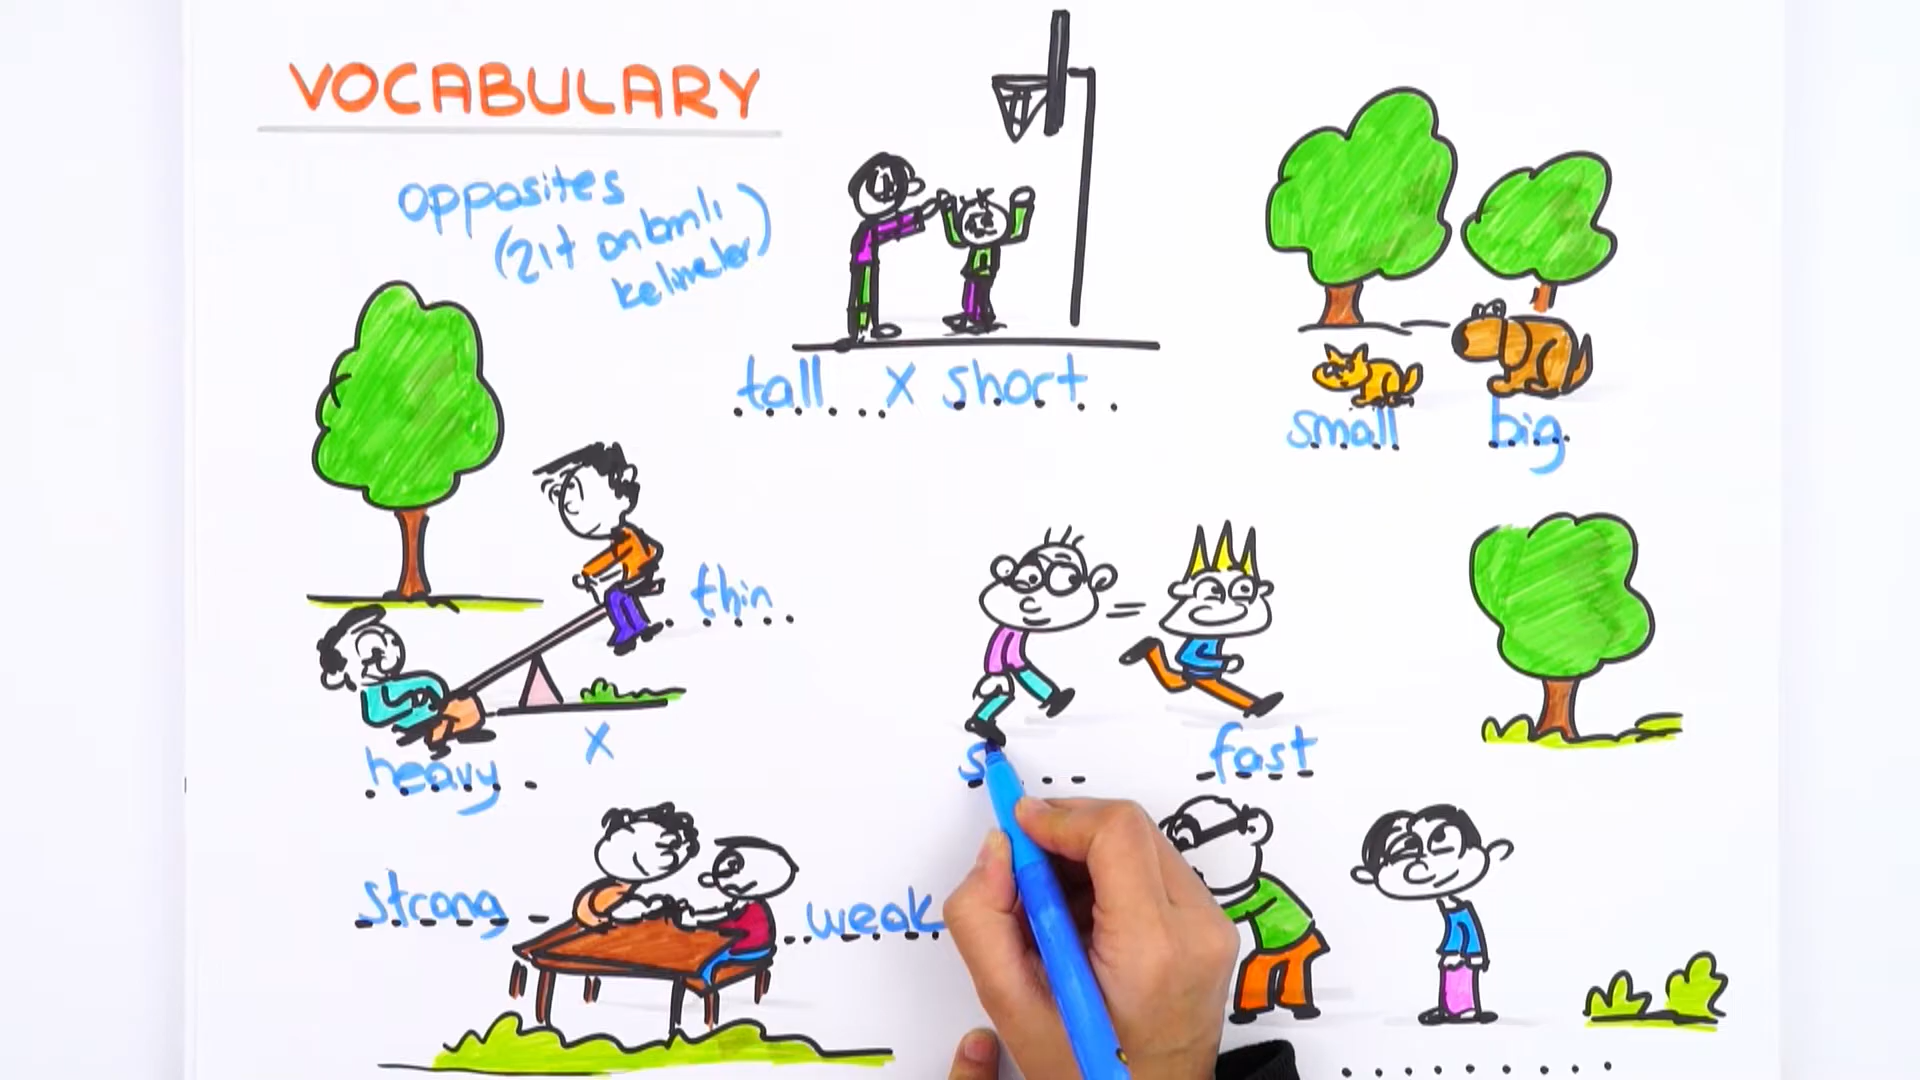 VOCABULARY
opposites
(zıt anlamlı
kelimeler)
tall x short
small big
thin
heavy x
s fast
strong weak